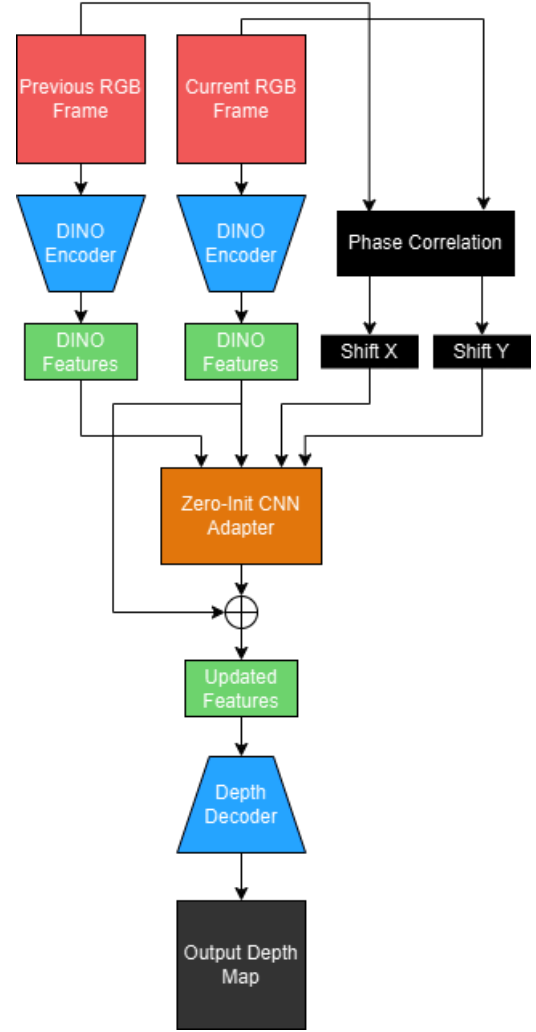 Previous RGB
Frame
Current RGB
Frame
DINO
Encoder
DINO
Encoder
Phase Correlation
DINO
Features
DINO
Features
Shift X
Shift Y
Zero-Init CNN
Adapter
Updated
Features
Depth
Decoder
Output Depth
Map